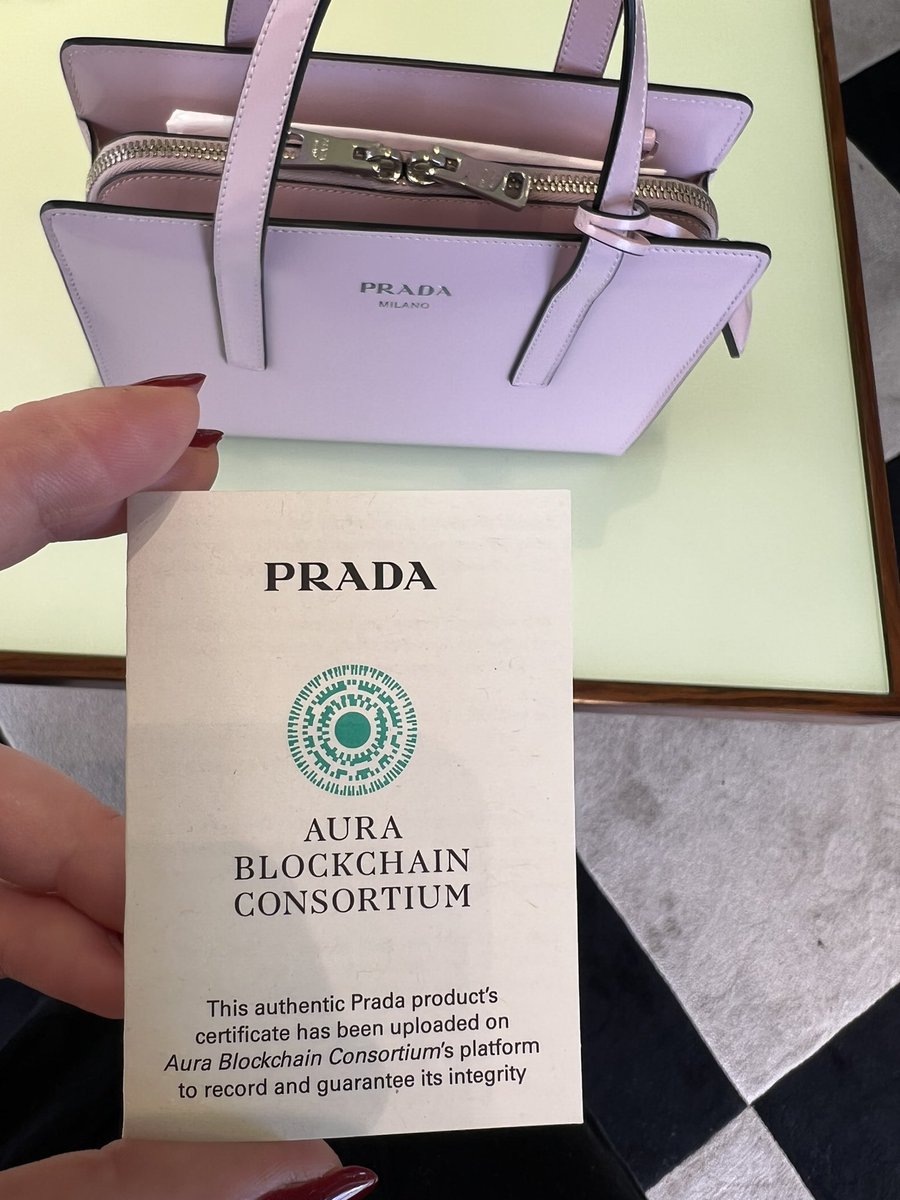 PRADA
MILANO
PRADA
AURA
BLOCKCHAIN
CONSORTIUM
This authentic Prada product's
certificate has been uploaded on
Aura Blockchain Consortium's platform
to record and guarantee its integrity